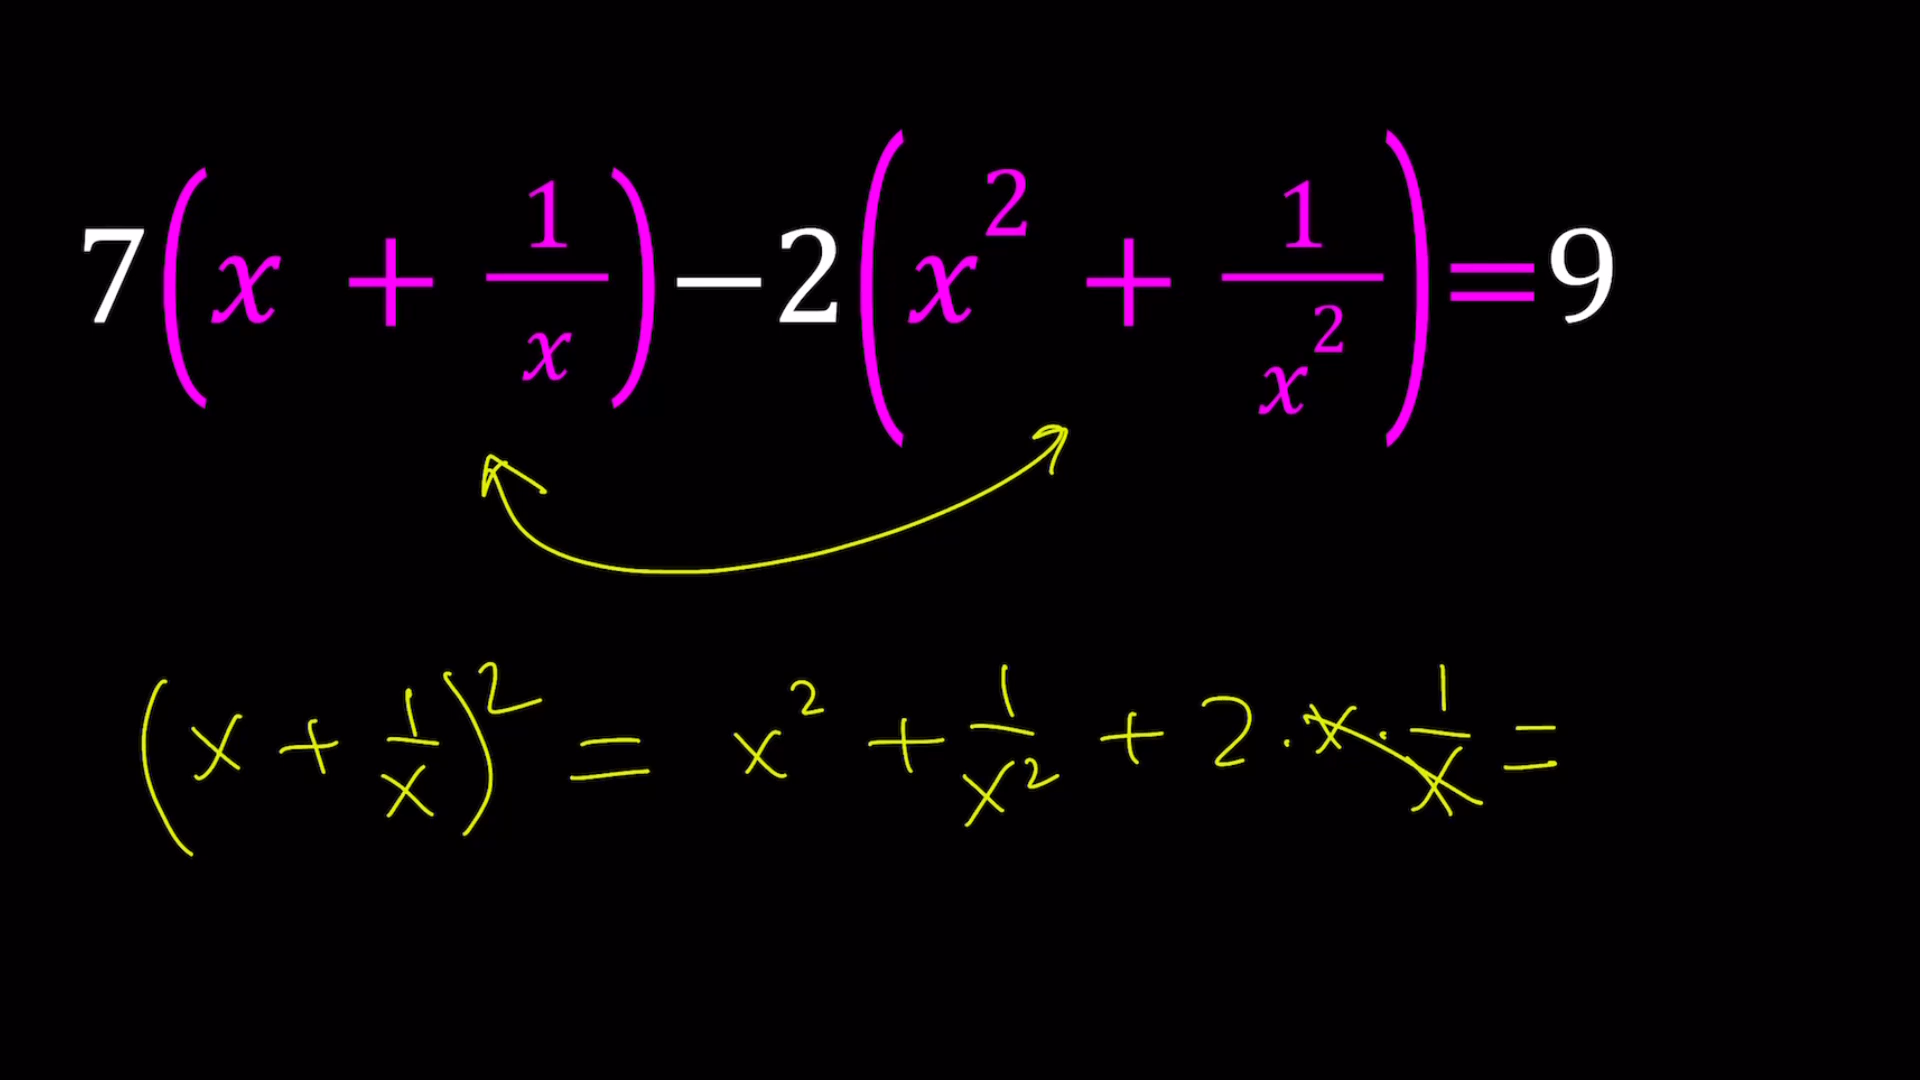 7(x + 1/x) − 2(x² + 1/x²) = 9
(x + 1/x)² = x² + 1/x² + 2 · x · 1/x =